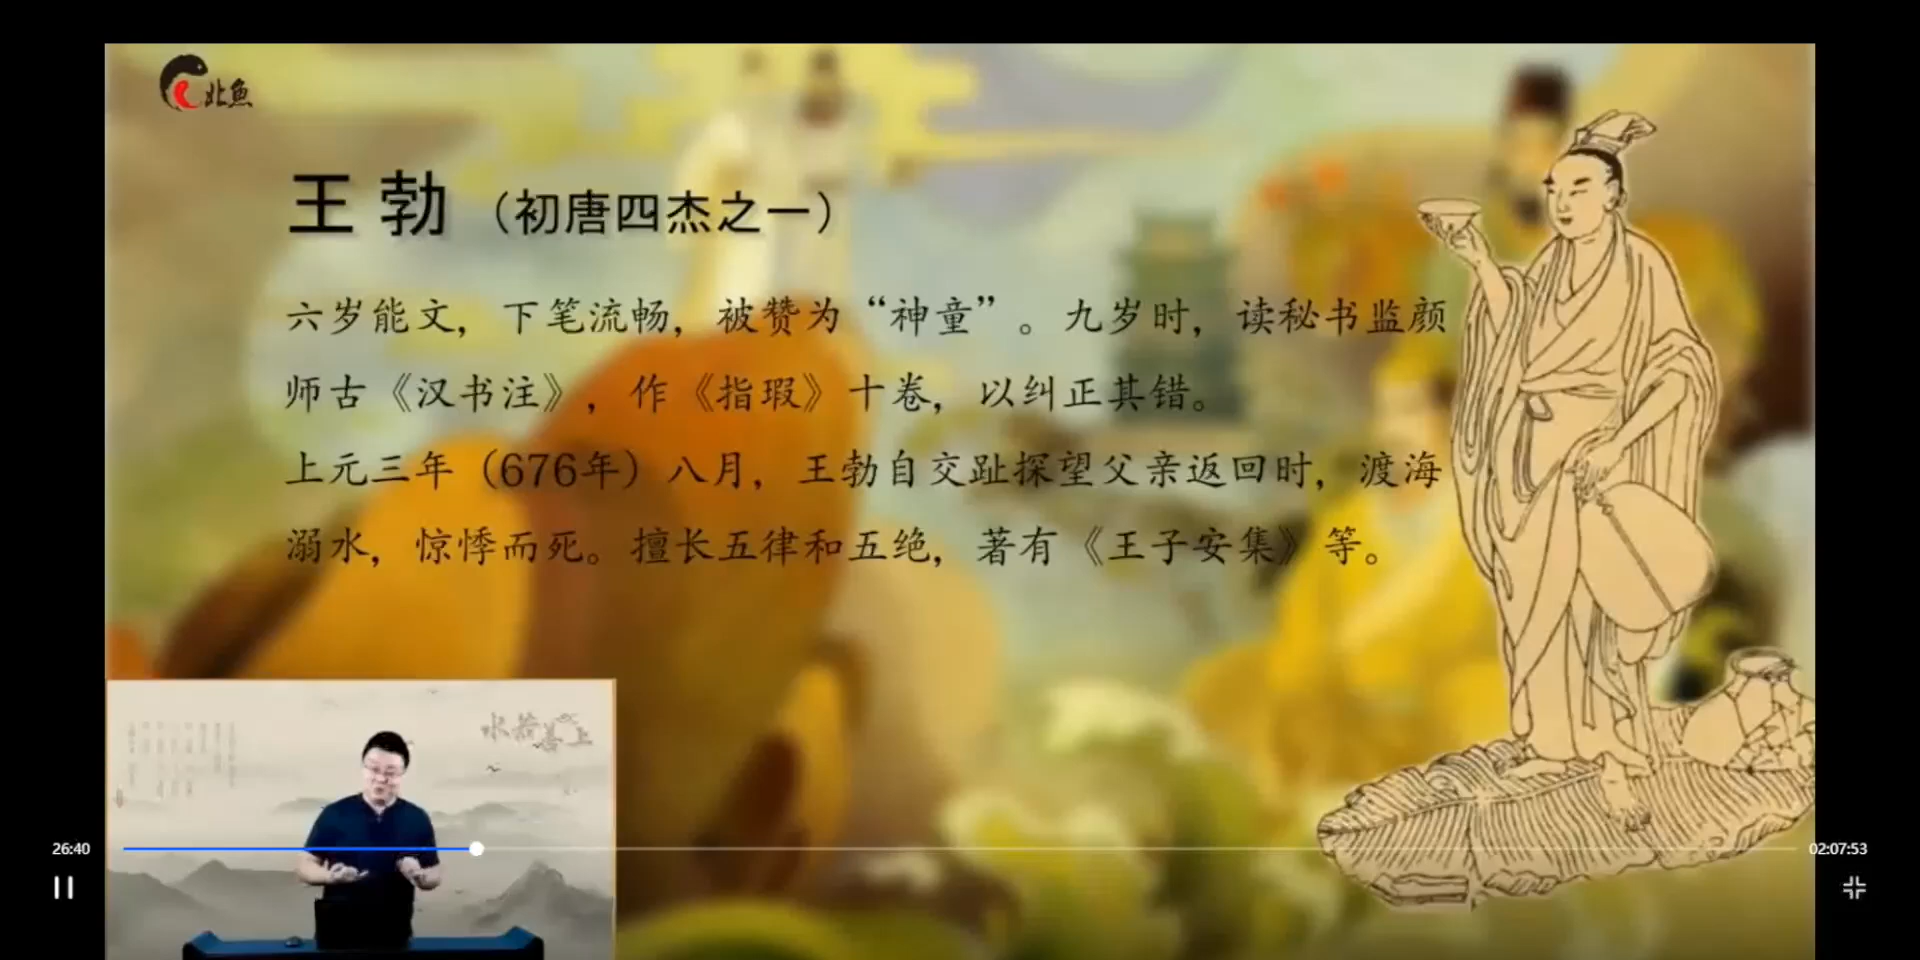 北魚
王勃（初唐四杰之一）
六岁能文，下笔流畅，被赞为“神童”。九岁时，读秘书监颜
师古《汉书注》，作《指瑕》十卷，以纠正其错。
上元三年（676年）八月，王勃自交趾探望父亲返回时，渡海
溺水，惊悸而死。擅长五律和五绝，著有《王子安集》等。
上善若水
26:40
02:07:53